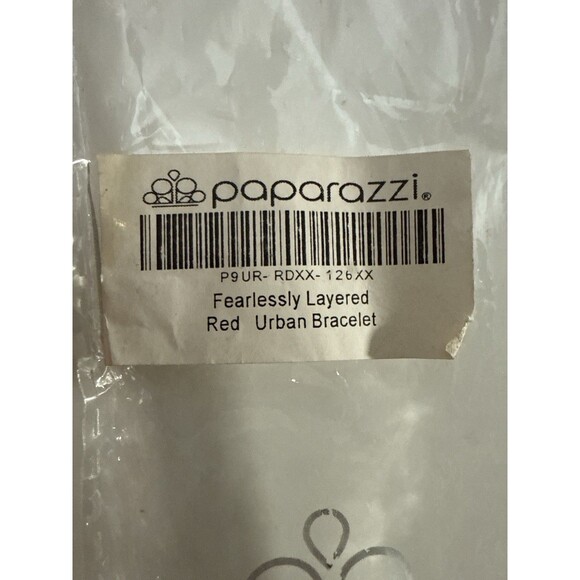 paparazzi®
P9UR- RDXX- 126XX
Fearlessly Layered
Red Urban Bracelet